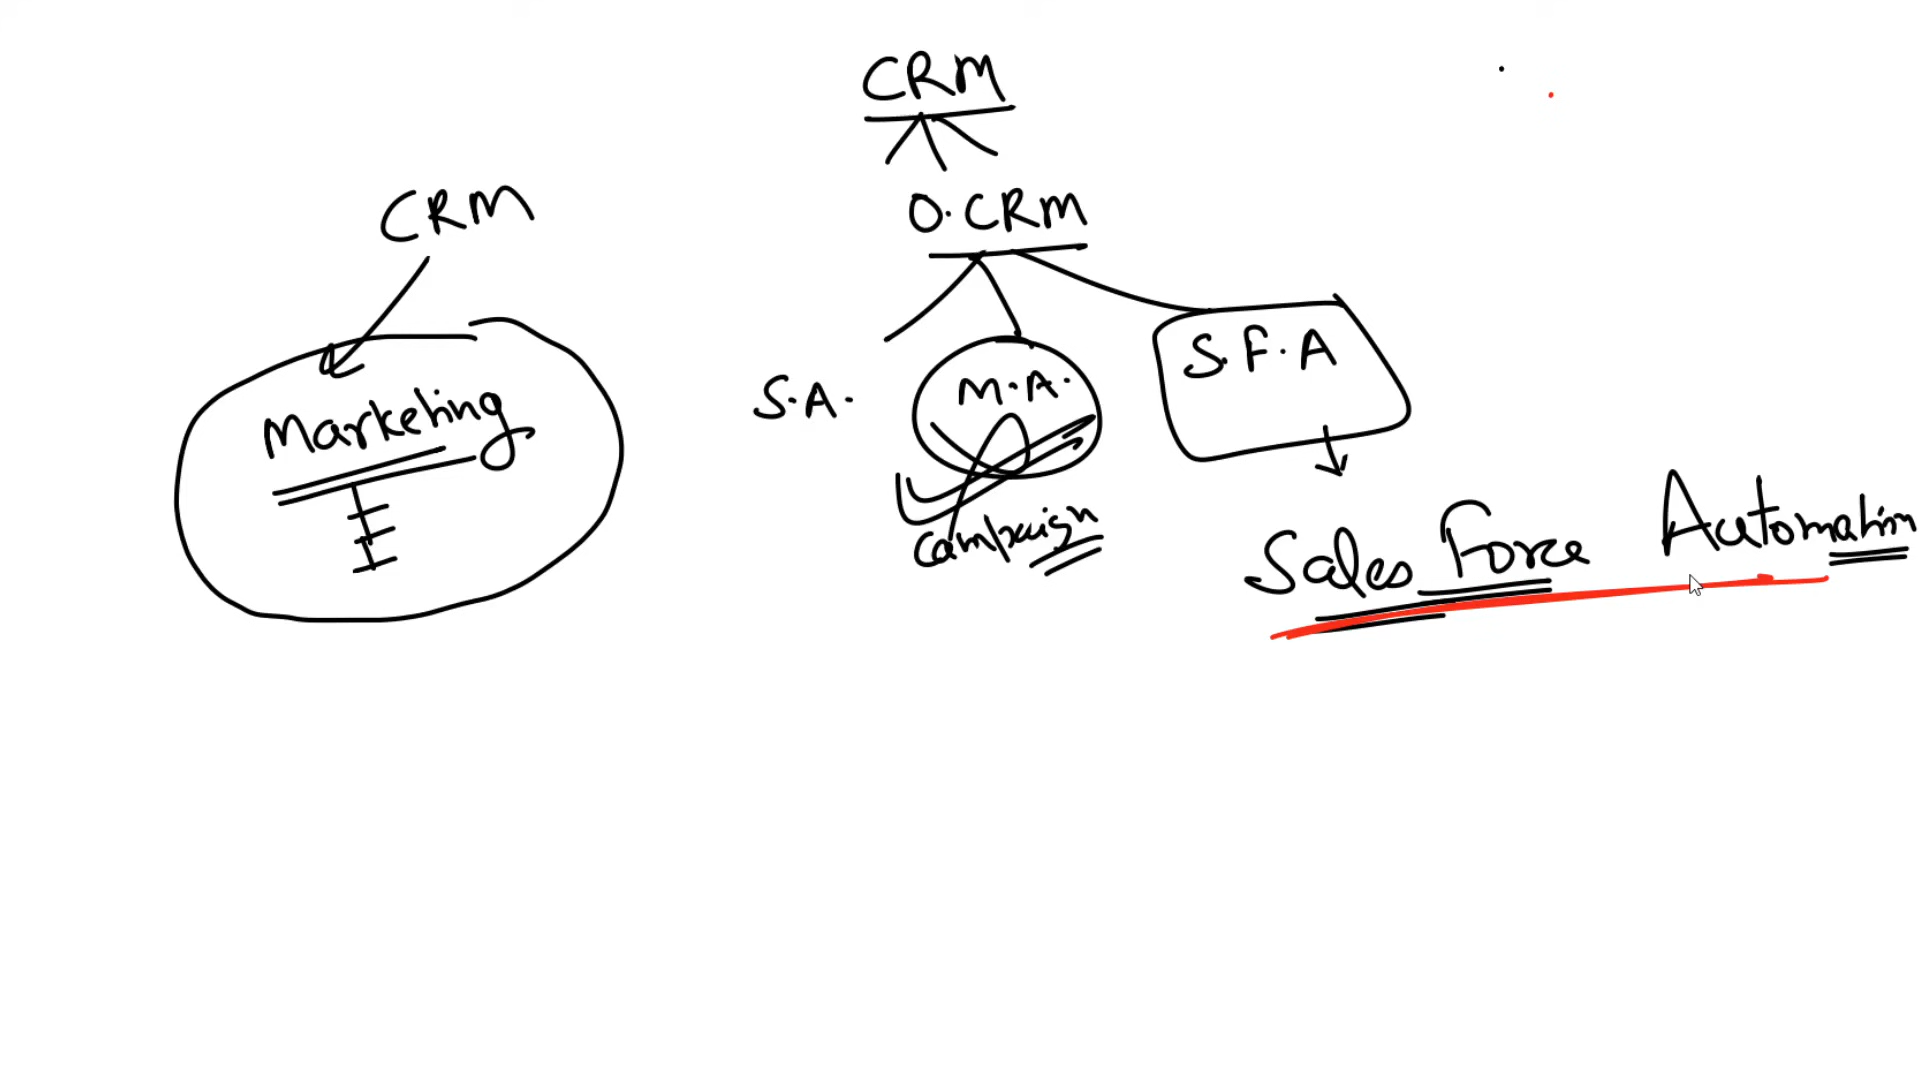 CRM
CRM
O.CRM
Marketing
S.A.
M.A.
S.F.A
Campaign
Sales Force Automation